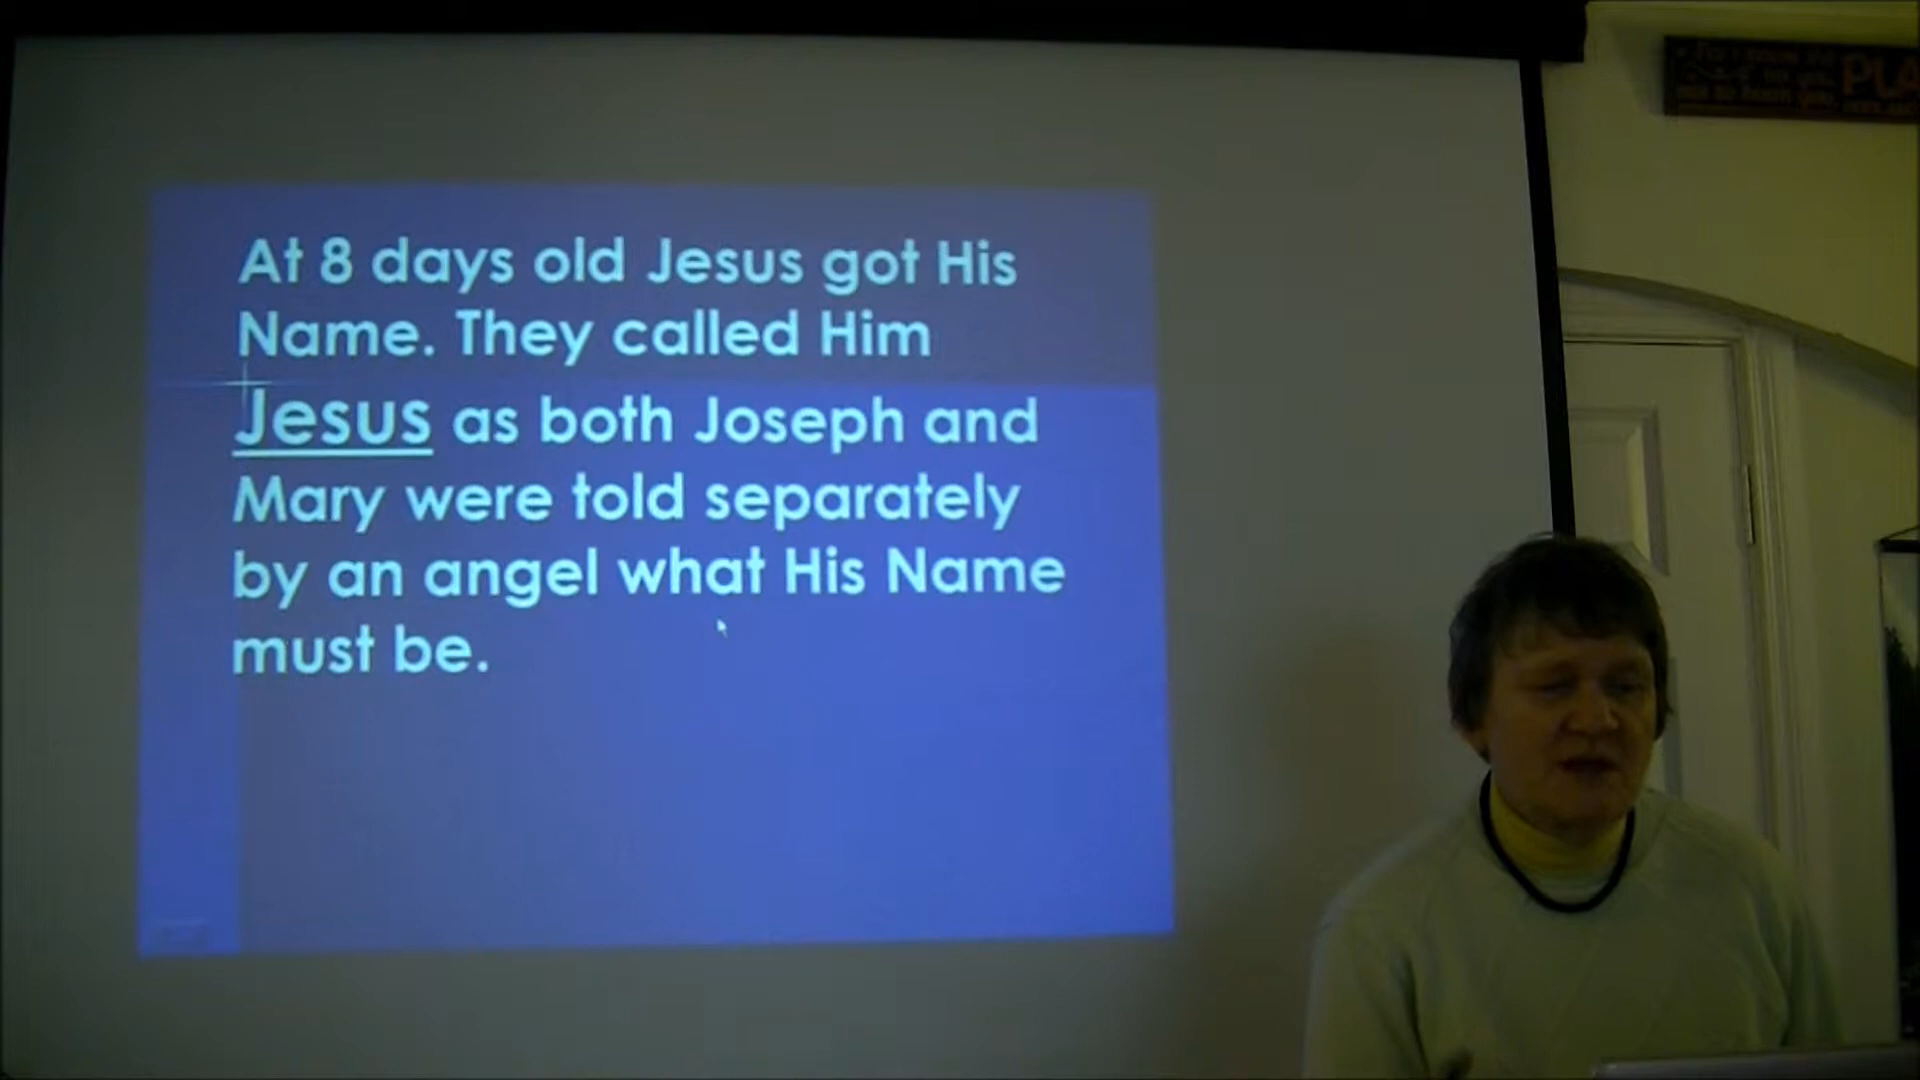 At 8 days old Jesus got His
Name. They called Him
Jesus as both Joseph and
Mary were told separately
by an angel what His Name
must be.
PLA